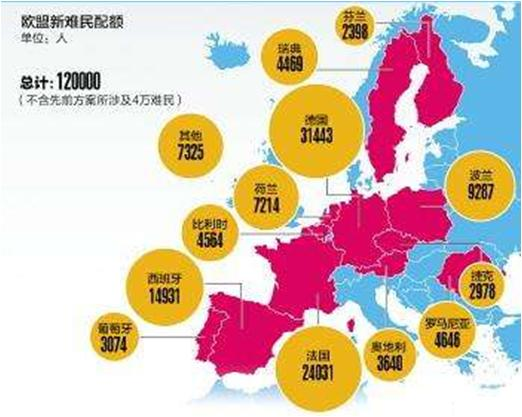 欧盟新难民配额
单位：人
总计：120000
（不含先前方案所涉及4万难民）
芬兰
2398
瑞典
4469
德国
31443
其他
7325
荷兰
7214
波兰
9287
比利时
4564
西班牙
14931
捷克
2978
葡萄牙
3074
法国
24031
奥地利
3640
罗马尼亚
4646